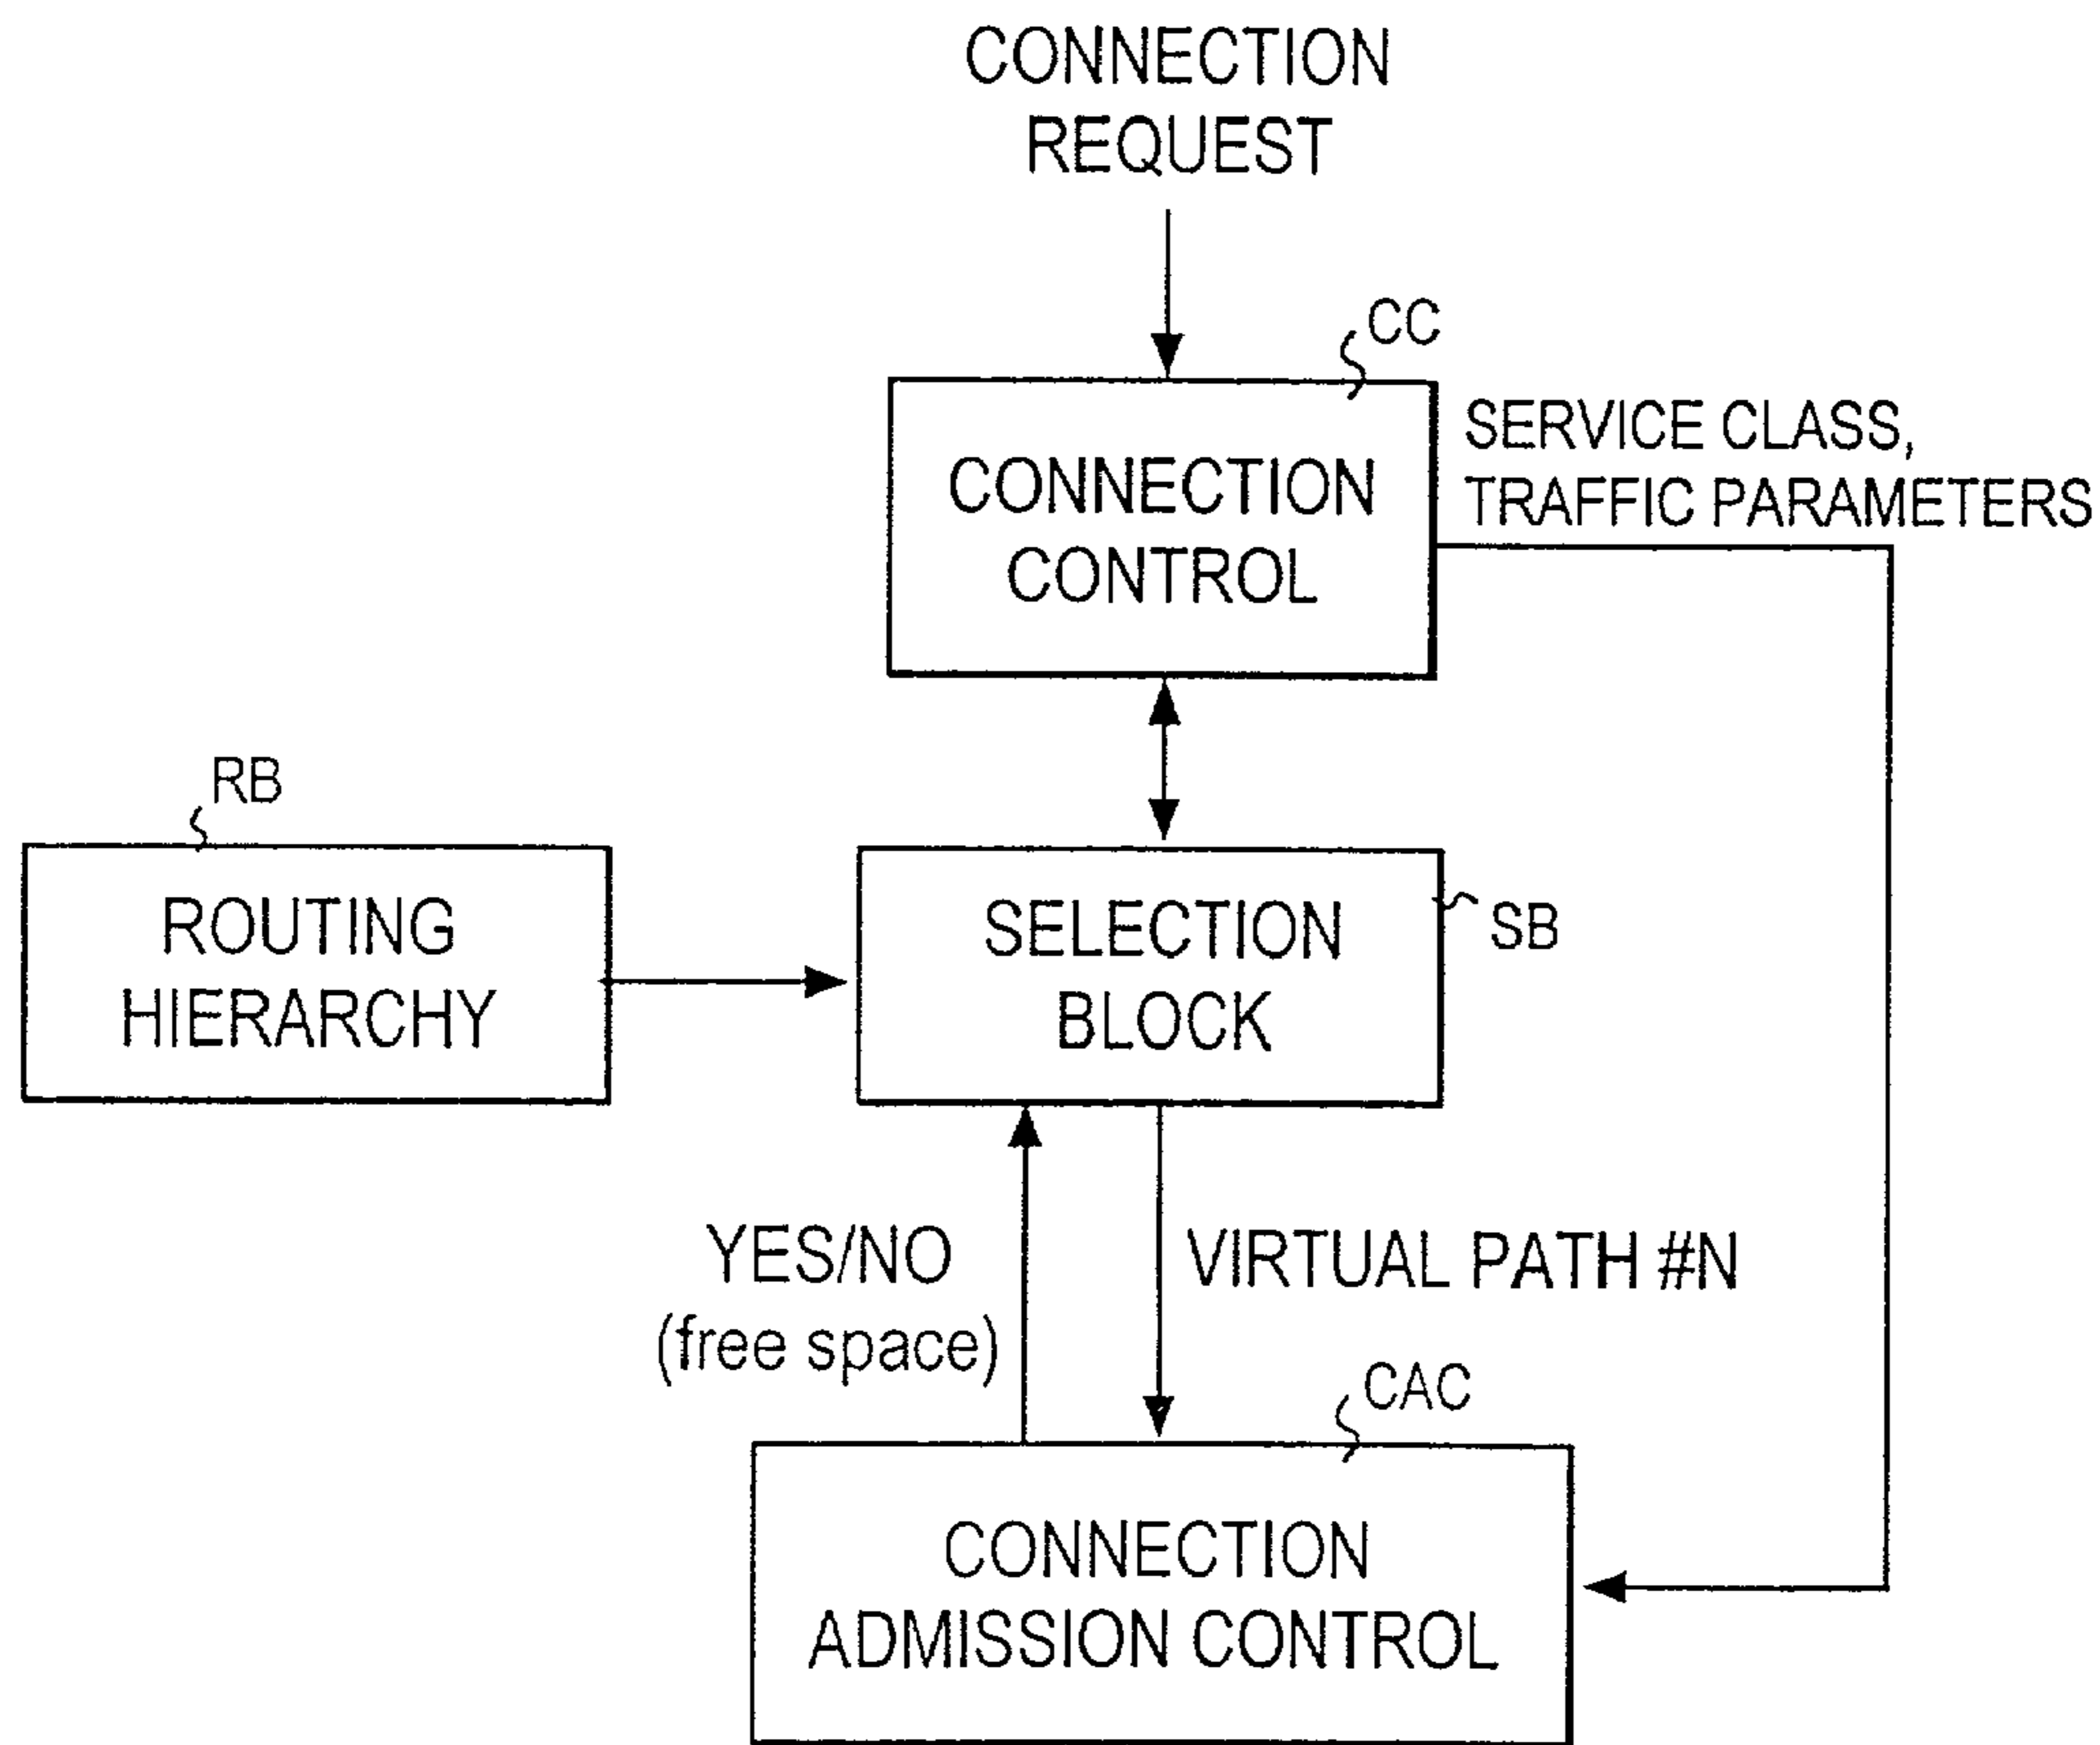 CONNECTION
REQUEST
CC
SERVICE CLASS,
TRAFFIC PARAMETERS
CONNECTION
CONTROL
RB
ROUTING
HIERARCHY
SELECTION
BLOCK
SB
YES/NO
(free space)
VIRTUAL PATH #N
CAC
CONNECTION
ADMISSION CONTROL